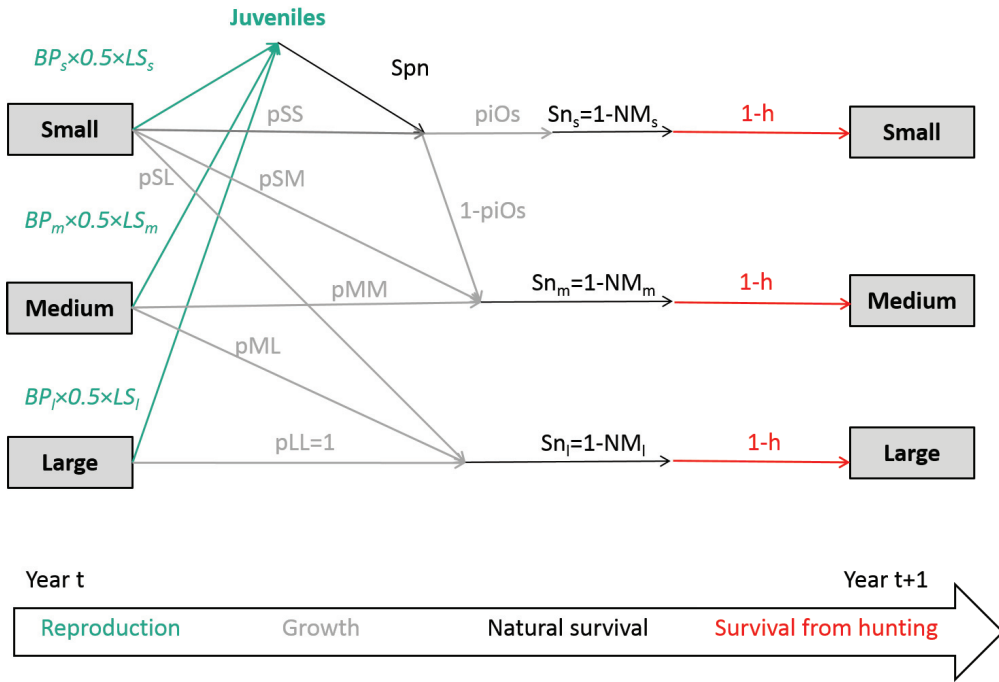 Juveniles
BPₛ×0.5×LSₛ
Spn
Small
pSS
piOs
Snₛ=1-NMₛ
1-h
Small
pSL
pSM
1-piOs
BPₘ×0.5×LSₘ
Medium
pMM
Snₘ=1-NMₘ
1-h
Medium
pML
BPₗ×0.5×LSₗ
Large
pLL=1
Snₗ=1-NMₗ
1-h
Large
Year t
Year t+1
Reproduction
Growth
Natural survival
Survival from hunting